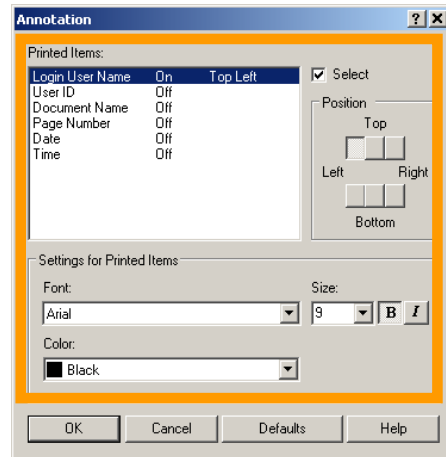 Annotation
Printed Items:
Login User Name On Top Left
User ID Off
Document Name Off
Page Number Off
Date Off
Time Off
Select
Position
Top
Left Right
Bottom
Settings for Printed Items
Font: Size:
Arial 9 B I
Color:
Black
OK Cancel Defaults Help